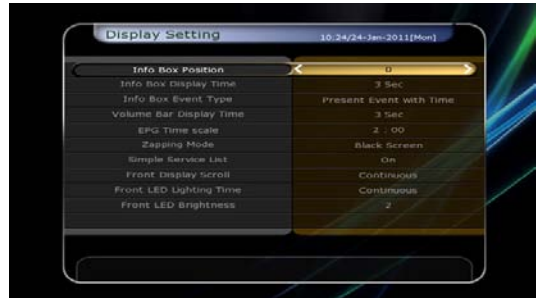 Display Setting 10:24/24-Jan-2011[Mon]
Info Box Position 0
Info Box Display Time 3 Sec
Info Box Event Type Present Event with Time
Volume Bar Display Time 3 Sec
EPG Time scale 2 : 00
Zapping Mode Black Screen
Simple Service List On
Front Display Scroll Continuous
Front LED Lighting Time Continuous
Front LED Brightness 2